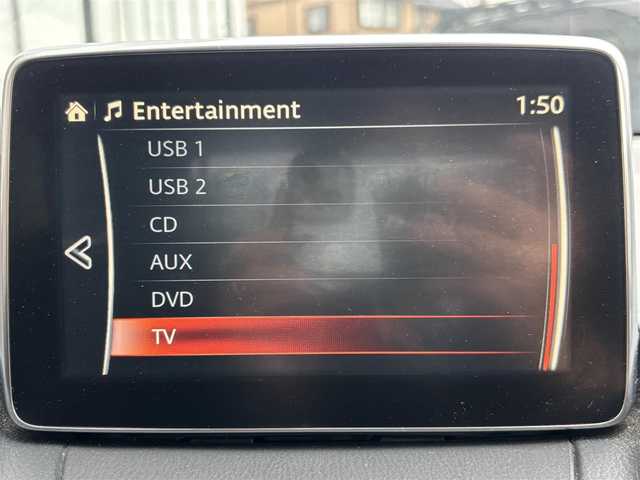 Entertainment 1:50
USB 1
USB 2
CD
AUX
DVD
TV